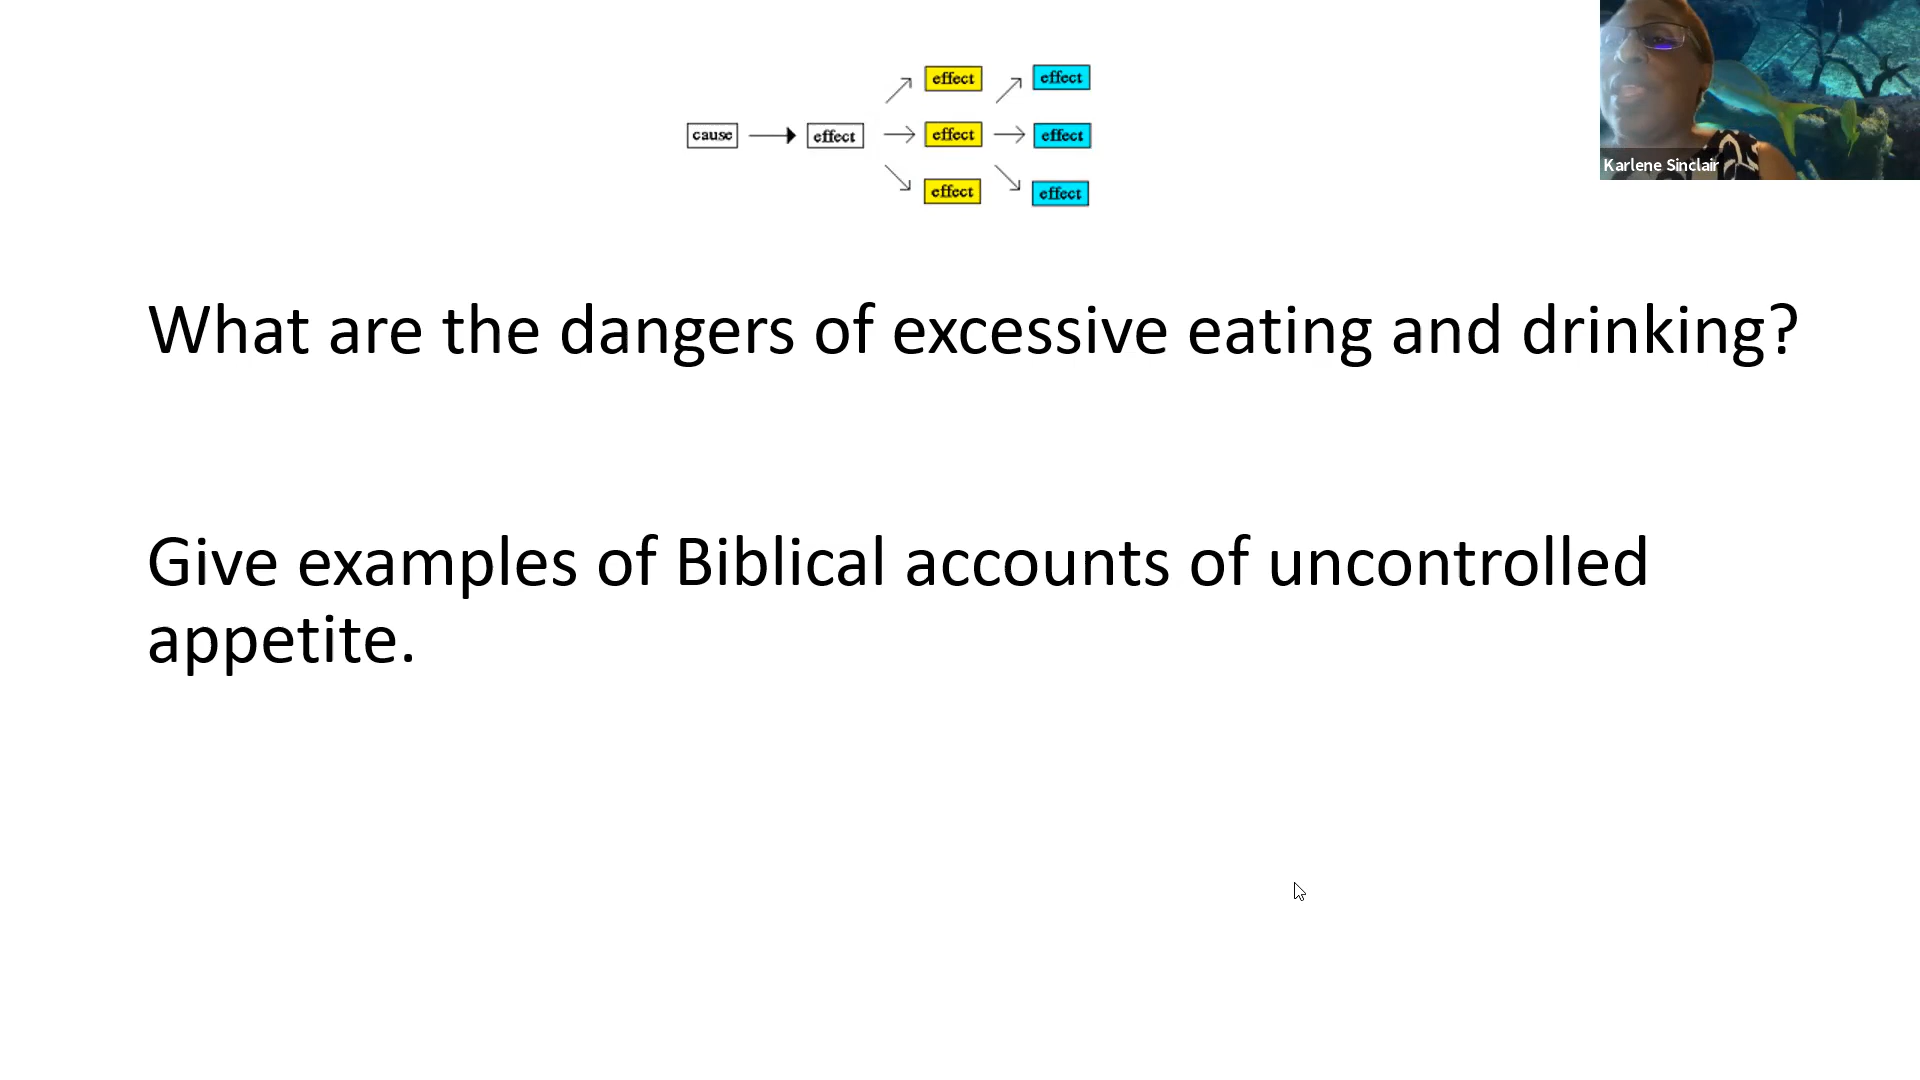 effect effect
cause effect effect effect
effect effect
Karlene Sinclair
What are the dangers of excessive eating and drinking?
Give examples of Biblical accounts of uncontrolled
appetite.